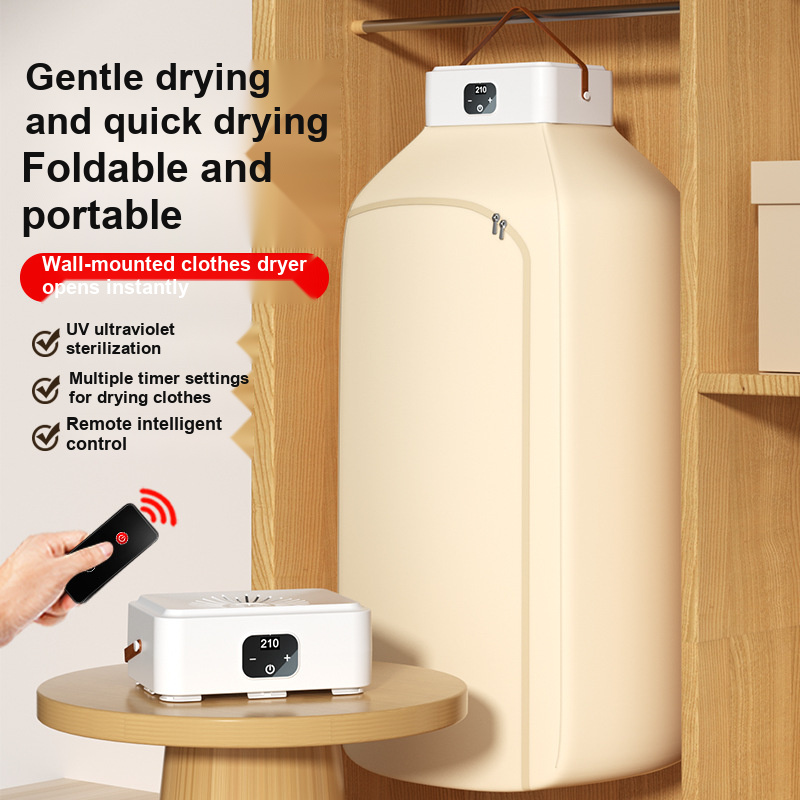 Gentle drying
and quick drying
Foldable and
portable
Wall-mounted clothes dryer
opens instantly
UV ultraviolet
sterilization
Multiple timer settings
for drying clothes
Remote intelligent
control
210
- +
210
- +